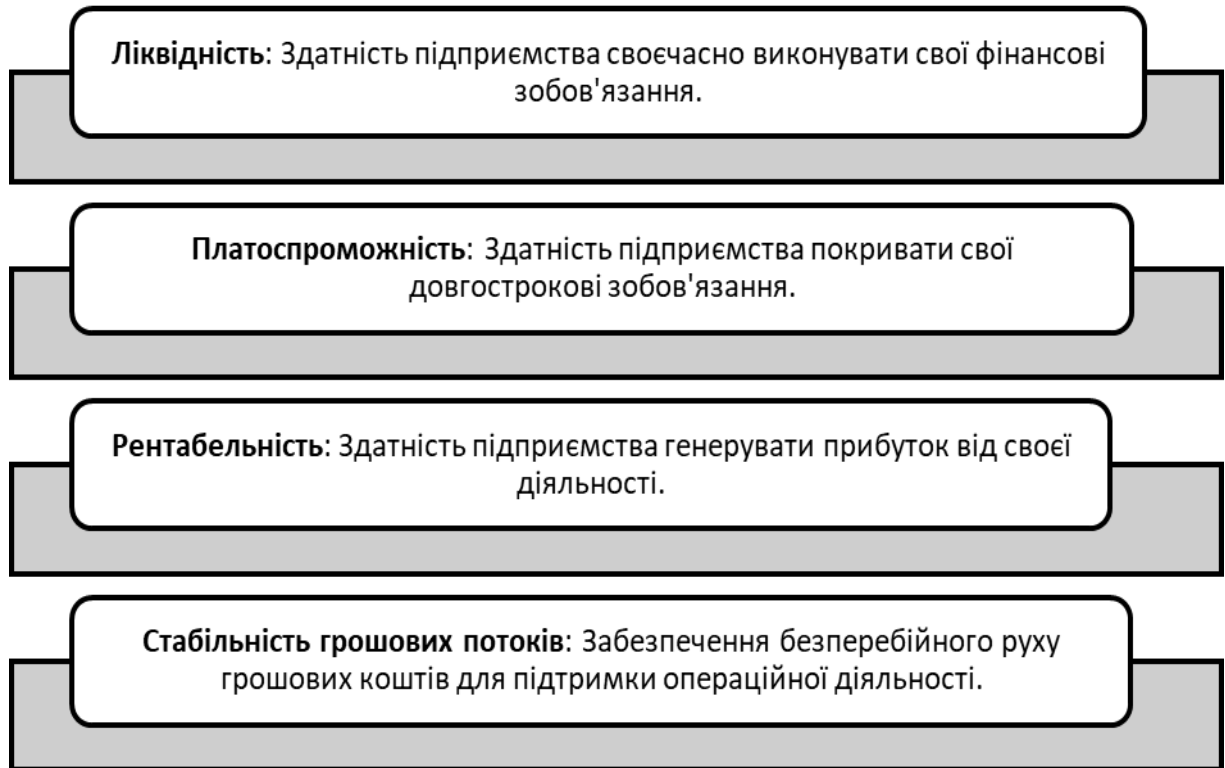 Ліквідність: Здатність підприємства своєчасно виконувати свої фінансові
зобов'язання.
Платоспроможність: Здатність підприємства покривати свої
довгострокові зобов'язання.
Рентабельність: Здатність підприємства генерувати прибуток від своєї
діяльності.
Стабільність грошових потоків: Забезпечення безперебійного руху
грошових коштів для підтримки операційної діяльності.